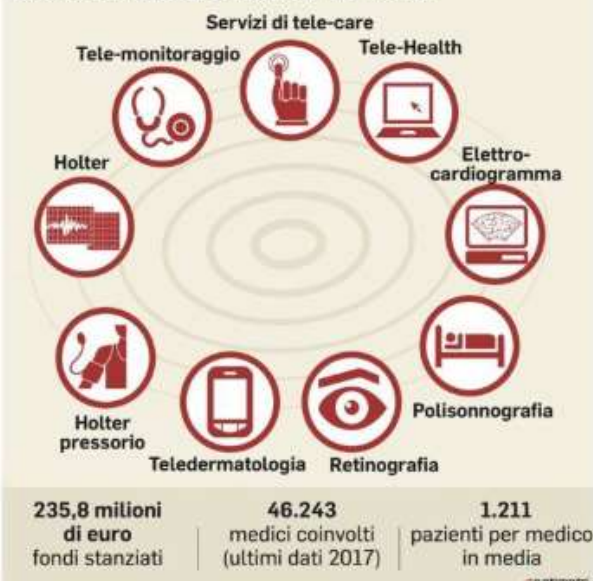 Servizi di tele-care
Tele-monitoraggio
Tele-Health
Holter
Elettro-
cardiogramma
Holter
pressorio
Polisonnografia
Teledermatologia
Retinografia
235,8 milioni
di euro
fondi stanziati
46.243
medici coinvolti
(ultimi dati 2017)
1.211
pazienti per medico
in media